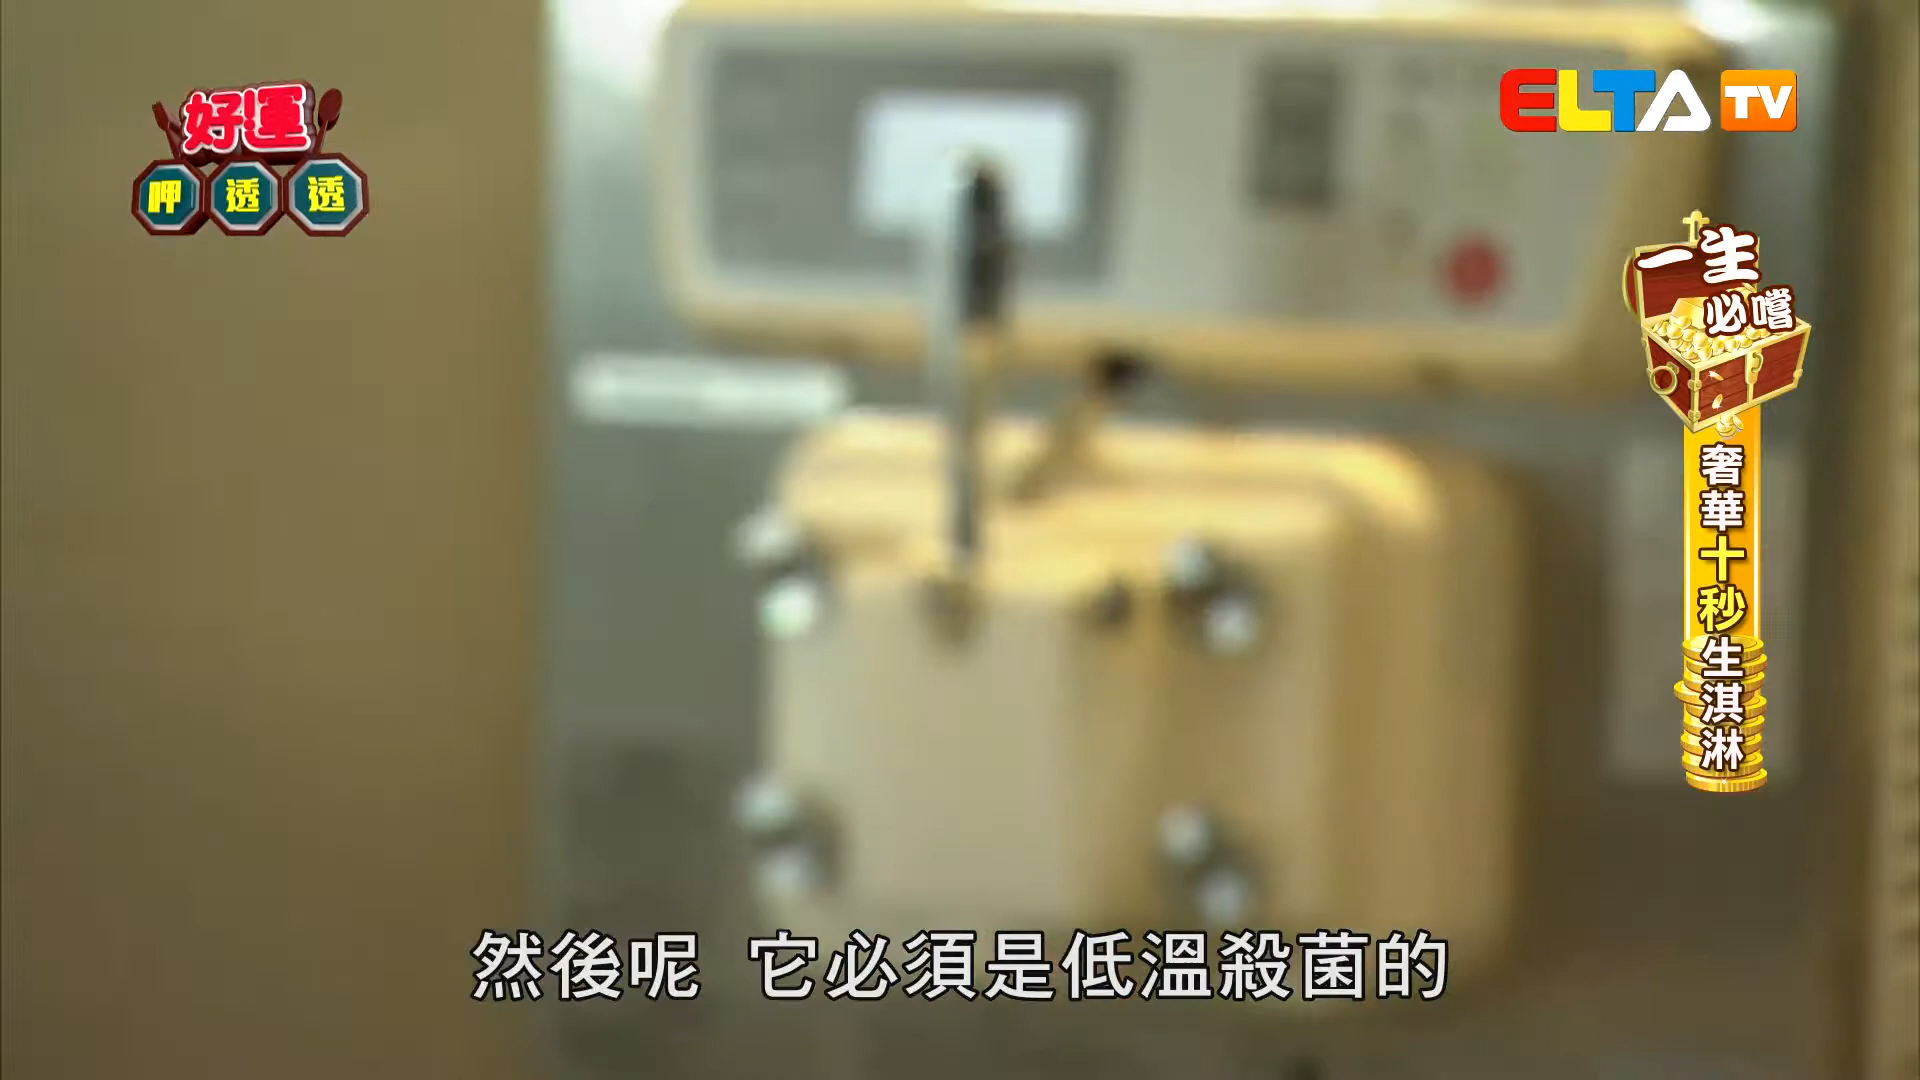 好運
呷透透
ELTA TV
一生
必嚐
奢華十秒生淇淋
然後呢 它必須是低溫殺菌的